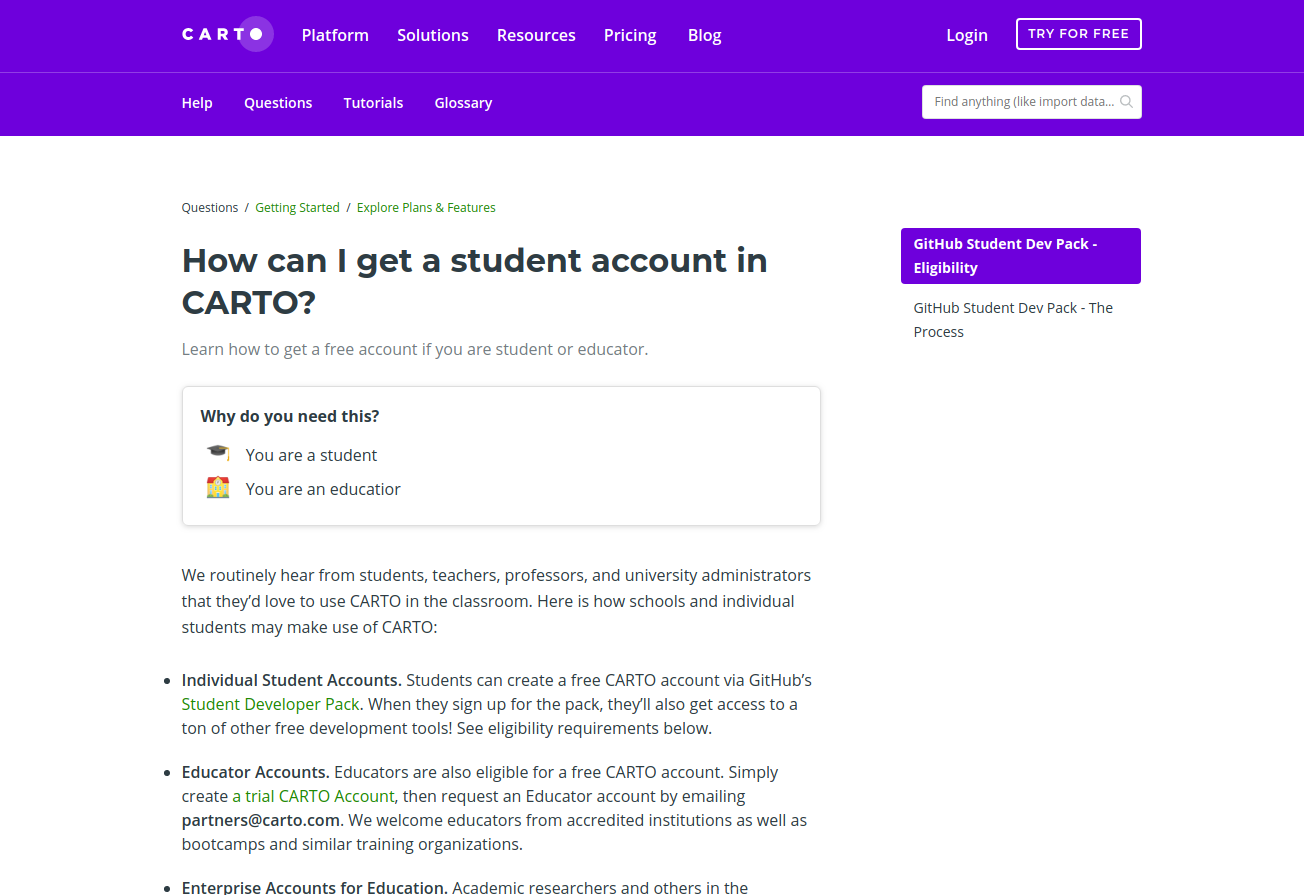 CARTO
Platform
Solutions
Resources
Pricing
Blog
Login
TRY FOR FREE
Help
Questions
Tutorials
Glossary
Find anything (like import data...
Questions / Getting Started / Explore Plans & Features
How can I get a student account in
CARTO?
Learn how to get a free account if you are student or educator.
Why do you need this?
You are a student
You are an educatior
We routinely hear from students, teachers, professors, and university administrators
that they’d love to use CARTO in the classroom. Here is how schools and individual
students may make use of CARTO:
Individual Student Accounts. Students can create a free CARTO account via GitHub’s
Student Developer Pack. When they sign up for the pack, they’ll also get access to a
ton of other free development tools! See eligibility requirements below.
Educator Accounts. Educators are also eligible for a free CARTO account. Simply
create a trial CARTO Account, then request an Educator account by emailing
partners@carto.com. We welcome educators from accredited institutions as well as
bootcamps and similar training organizations.
Enterprise Accounts for Education. Academic researchers and others in the
GitHub Student Dev Pack -
Eligibility
GitHub Student Dev Pack - The
Process